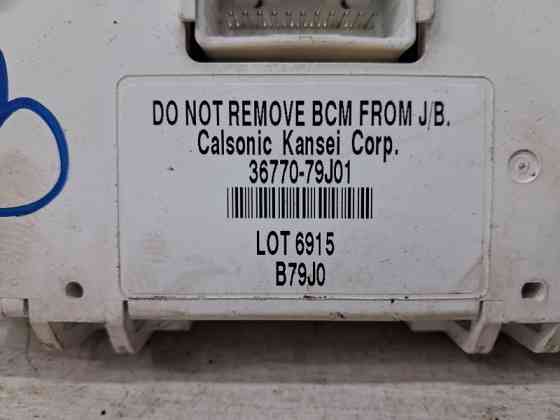 DO NOT REMOVE BCM FROM J/B.
Calsonic Kansei Corp.
36770-79J01
LOT 6915
B79J0